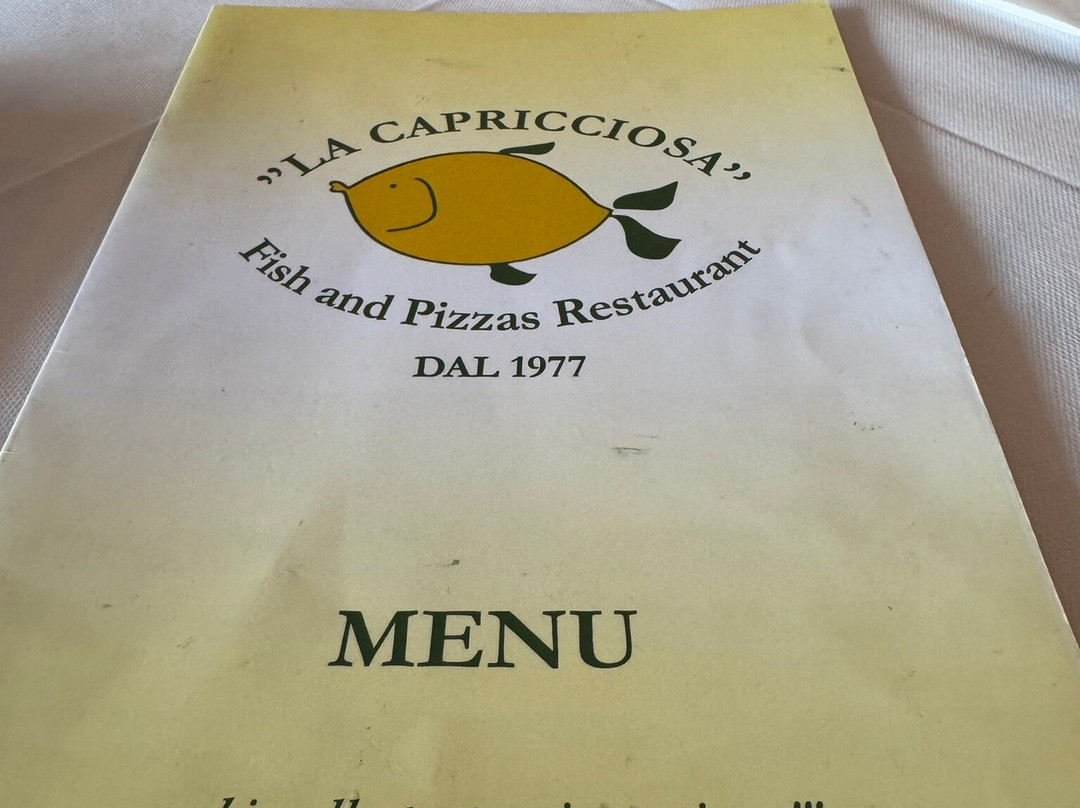 ”LA CAPRICCIOSA”
Fish and Pizzas Restaurant
DAL 1977
MENU